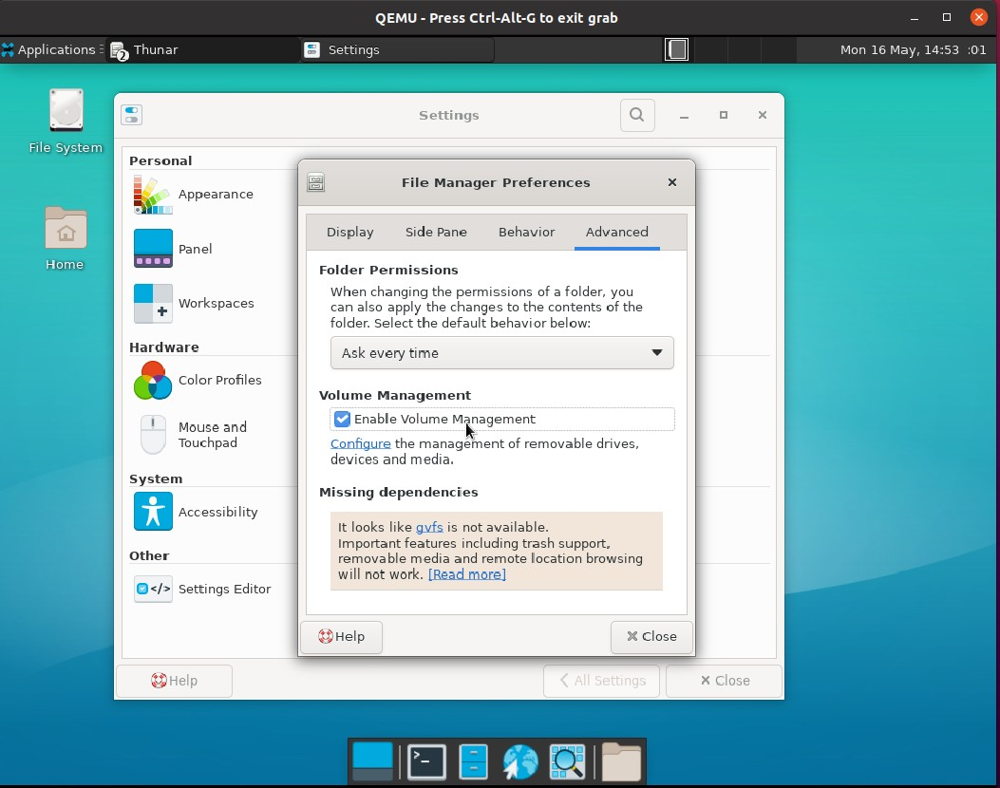 QEMU - Press Ctrl-Alt-G to exit grab
Applications
2
Thunar
Settings
Mon 16 May, 14:53 :01
File System
Home
Settings
Personal
Appearance
Panel
Workspaces
Hardware
Color Profiles
Mouse and
Touchpad
System
Accessibility
Other
</>
Settings Editor
Help
All Settings
Close
File Manager Preferences
Display
Side Pane
Behavior
Advanced
Folder Permissions
When changing the permissions of a folder, you
can also apply the changes to the contents of the
folder. Select the default behavior below:
Ask every time
Volume Management
Enable Volume Management
Configure the management of removable drives,
devices and media.
Missing dependencies
It looks like gvfs is not available.
Important features including trash support,
removable media and remote location browsing
will not work. [Read more]
Help
Close
>_